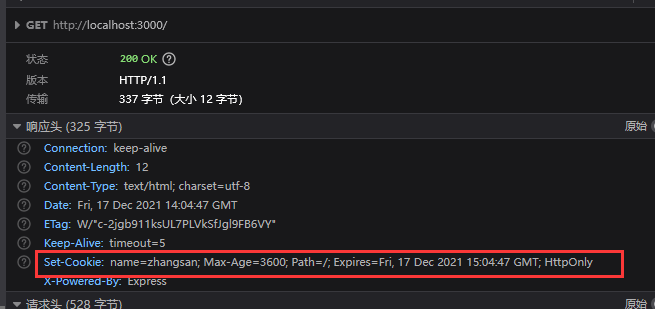 GET http://localhost:3000/
状态 200 OK
版本 HTTP/1.1
传输 337 字节 (大小 12 字节)
响应头 (325 字节) 原始
Connection: keep-alive
Content-Length: 12
Content-Type: text/html; charset=utf-8
Date: Fri, 17 Dec 2021 14:04:47 GMT
ETag: W/"c-2jgb911ksUL7PLVkSfJgl9FB6VY"
Keep-Alive: timeout=5
Set-Cookie: name=zhangsan; Max-Age=3600; Path=/; Expires=Fri, 17 Dec 2021 15:04:47 GMT; HttpOnly
X-Powered-By: Express
请求头 (528 字节) 原始